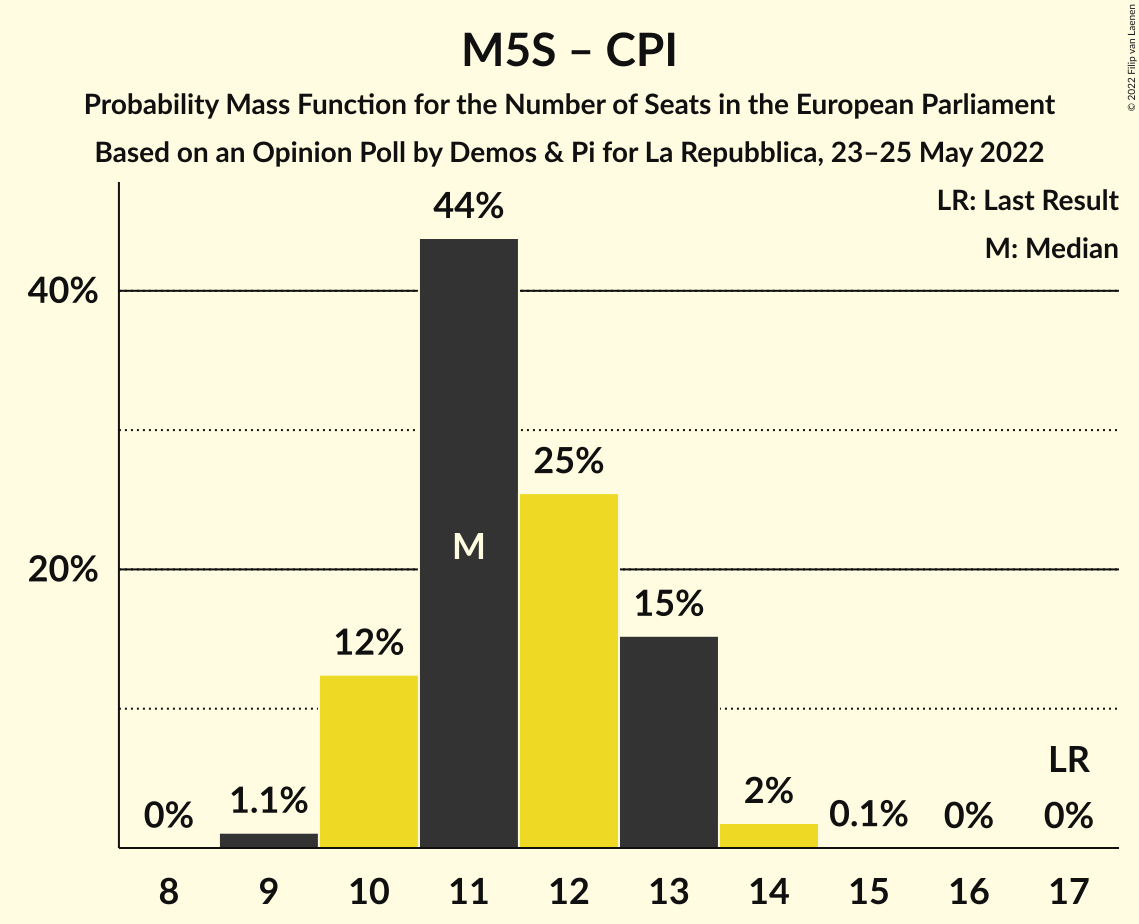 M5S – CPI
Probability Mass Function for the Number of Seats in the European Parliament
Based on an Opinion Poll by Demos & Pi for La Repubblica, 23–25 May 2022
© 2022 Filip van Laenen
LR: Last Result
M: Median
44%
40%
25%
M
20%
15%
12%
LR
2%
1.1%
0%
0.1%
0%
0%
8 9 10 11 12 13 14 15 16 17